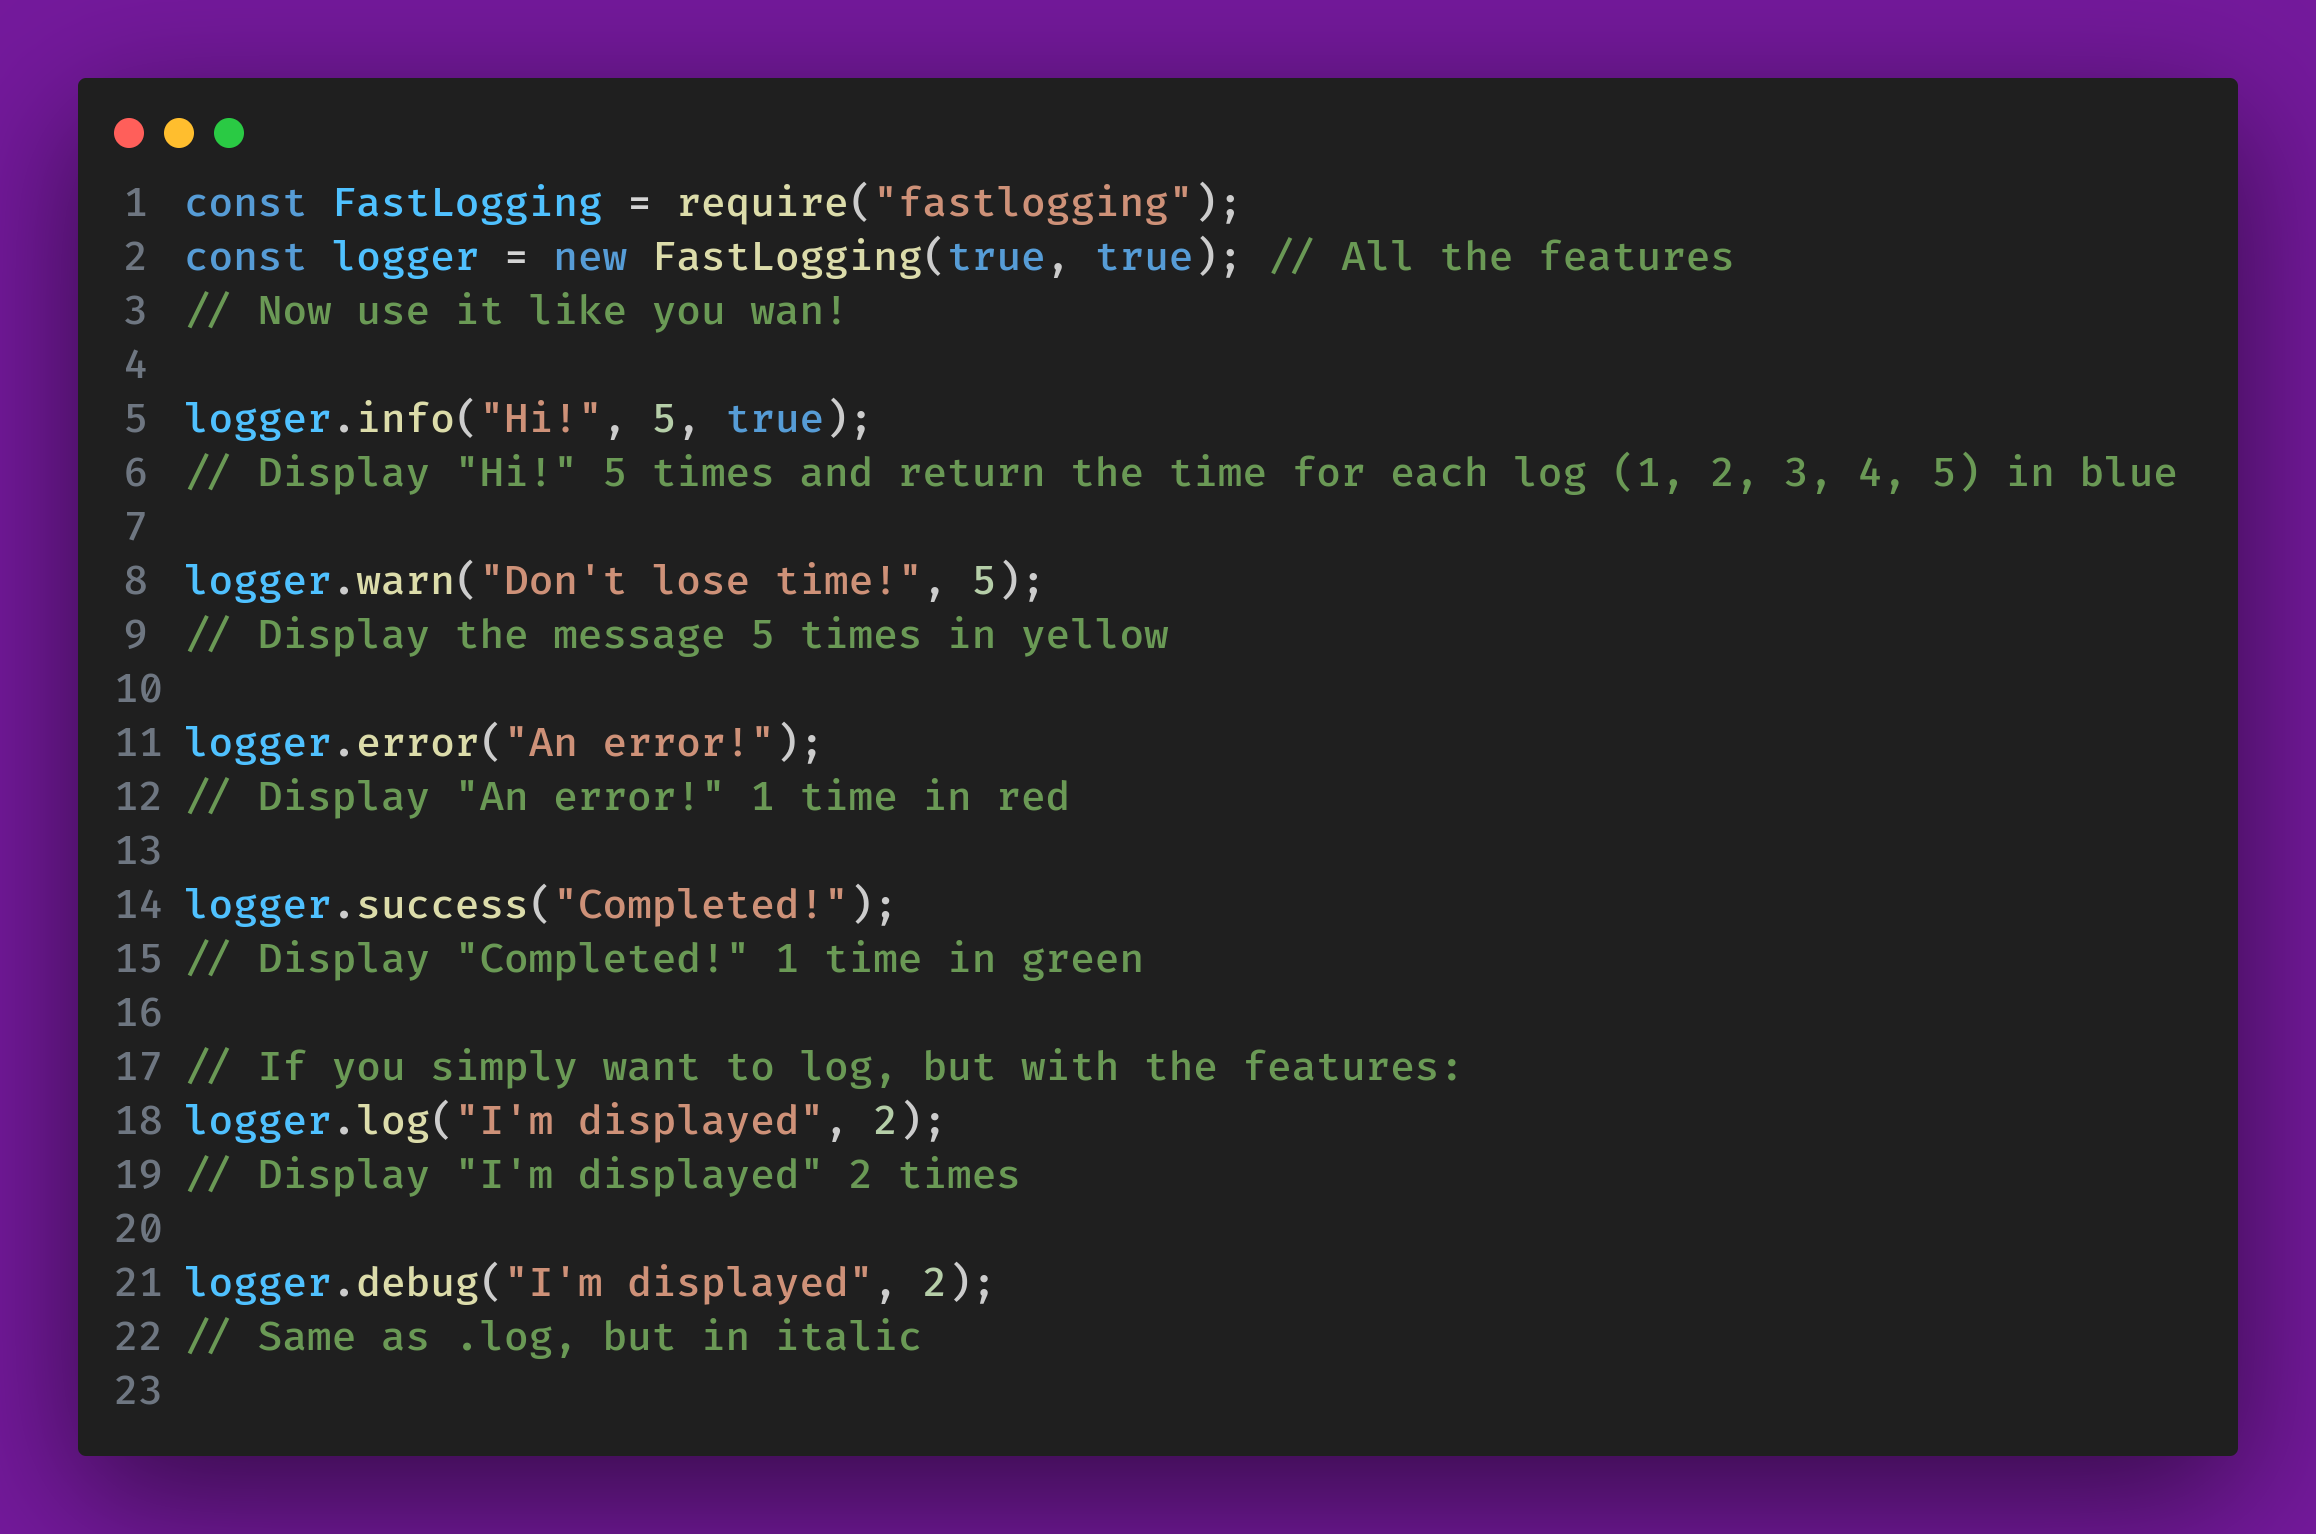 1 const FastLogging = require("fastlogging");
2 const logger = new FastLogging(true, true); // All the features
3 // Now use it like you wan!
4
5 logger.info("Hi!", 5, true);
6 // Display "Hi!" 5 times and return the time for each log (1, 2, 3, 4, 5) in blue
7
8 logger.warn("Don't lose time!", 5);
9 // Display the message 5 times in yellow
10
11 logger.error("An error!");
12 // Display "An error!" 1 time in red
13
14 logger.success("Completed!");
15 // Display "Completed!" 1 time in green
16
17 // If you simply want to log, but with the features:
18 logger.log("I'm displayed", 2);
19 // Display "I'm displayed" 2 times
20
21 logger.debug("I'm displayed", 2);
22 // Same as .log, but in italic
23